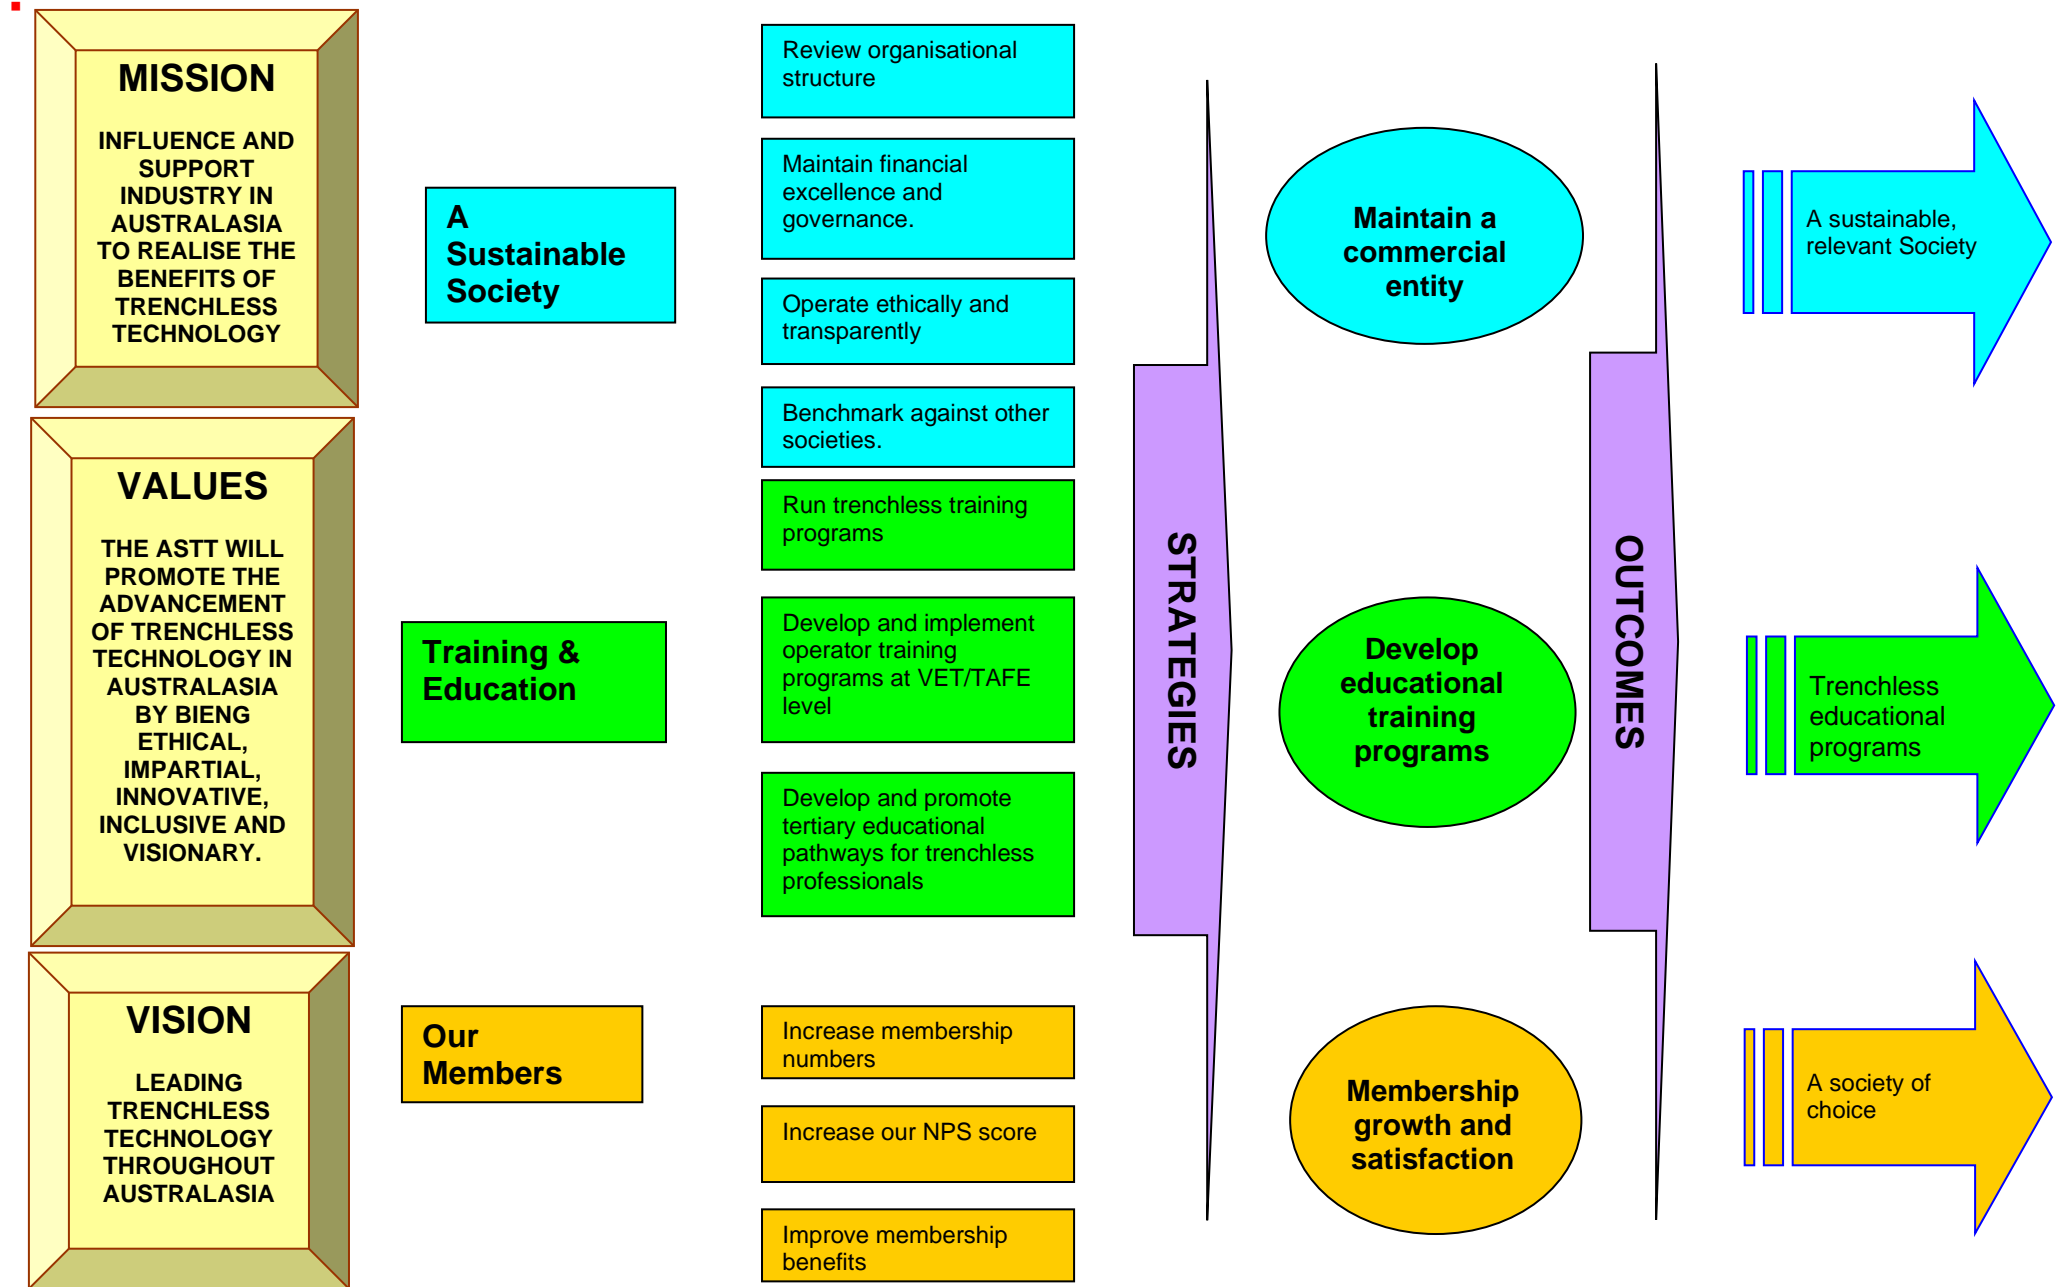 MISSION
INFLUENCE AND
SUPPORT
INDUSTRY IN
AUSTRALASIA
TO REALISE THE
BENEFITS OF
TRENCHLESS
TECHNOLOGY
VALUES
THE ASTT WILL
PROMOTE THE
ADVANCEMENT
OF TRENCHLESS
TECHNOLOGY IN
AUSTRALASIA
BY BIENG
ETHICAL,
IMPARTIAL,
INNOVATIVE,
INCLUSIVE AND
VISIONARY.
VISION
LEADING
TRENCHLESS
TECHNOLOGY
THROUGHOUT
AUSTRALASIA
A
Sustainable
Society
Training &
Education
Our
Members
Review organisational
structure
Maintain financial
excellence and
governance.
Operate ethically and
transparently
Benchmark against other
societies.
Run trenchless training
programs
Develop and implement
operator training
programs at VET/TAFE
level
Develop and promote
tertiary educational
pathways for trenchless
professionals
Increase membership
numbers
Increase our NPS score
Improve membership
benefits
STRATEGIES
Maintain a
commercial
entity
Develop
educational
training
programs
Membership
growth and
satisfaction
OUTCOMES
A sustainable,
relevant Society
Trenchless
educational
programs
A society of
choice